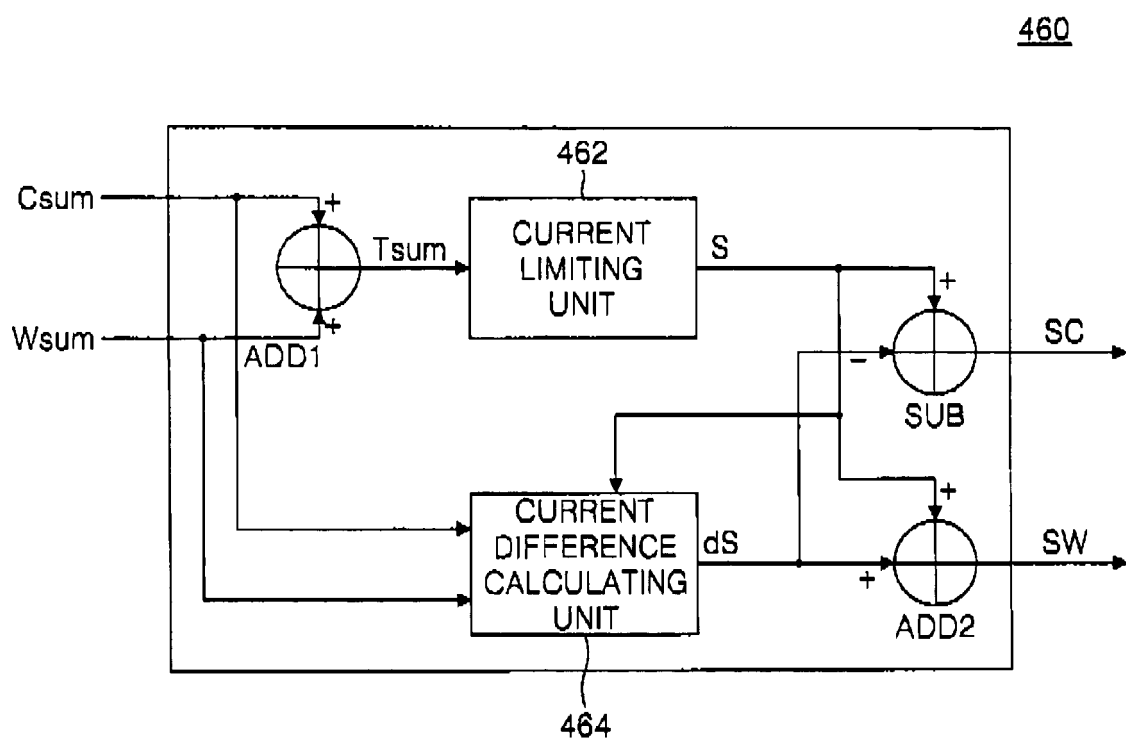 460
462
Csum
+
CURRENT
LIMITING
UNIT
Tsum
S
+
Wsum
+
ADD1
SC
−
SUB
+
CURRENT
DIFFERENCE
CALCULATING
UNIT
dS
SW
+
ADD2
464